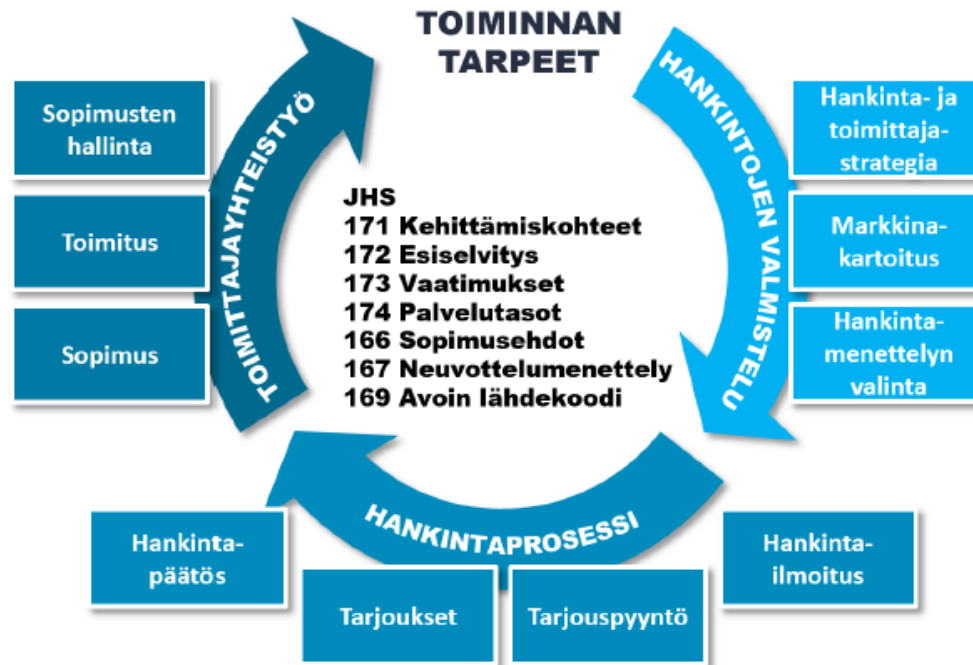 TOIMINNAN
TARPEET
HANKINTOJEN VALMISTELU
Hankinta- ja
toimittaja-
strategia
Markkina-
kartoitus
Hankinta-
menettelyn
valinta
HANKINTAPROSESSI
Hankinta-
ilmoitus
Tarjouspyyntö
Tarjoukset
Hankinta-
päätös
TOIMITTAJAYHTEISTYÖ
Sopimus
Toimitus
Sopimusten
hallinta
JHS
171 Kehittämiskohteet
172 Esiselvitys
173 Vaatimukset
174 Palvelutasot
166 Sopimusehdot
167 Neuvottelumenettely
169 Avoin lähdekoodi